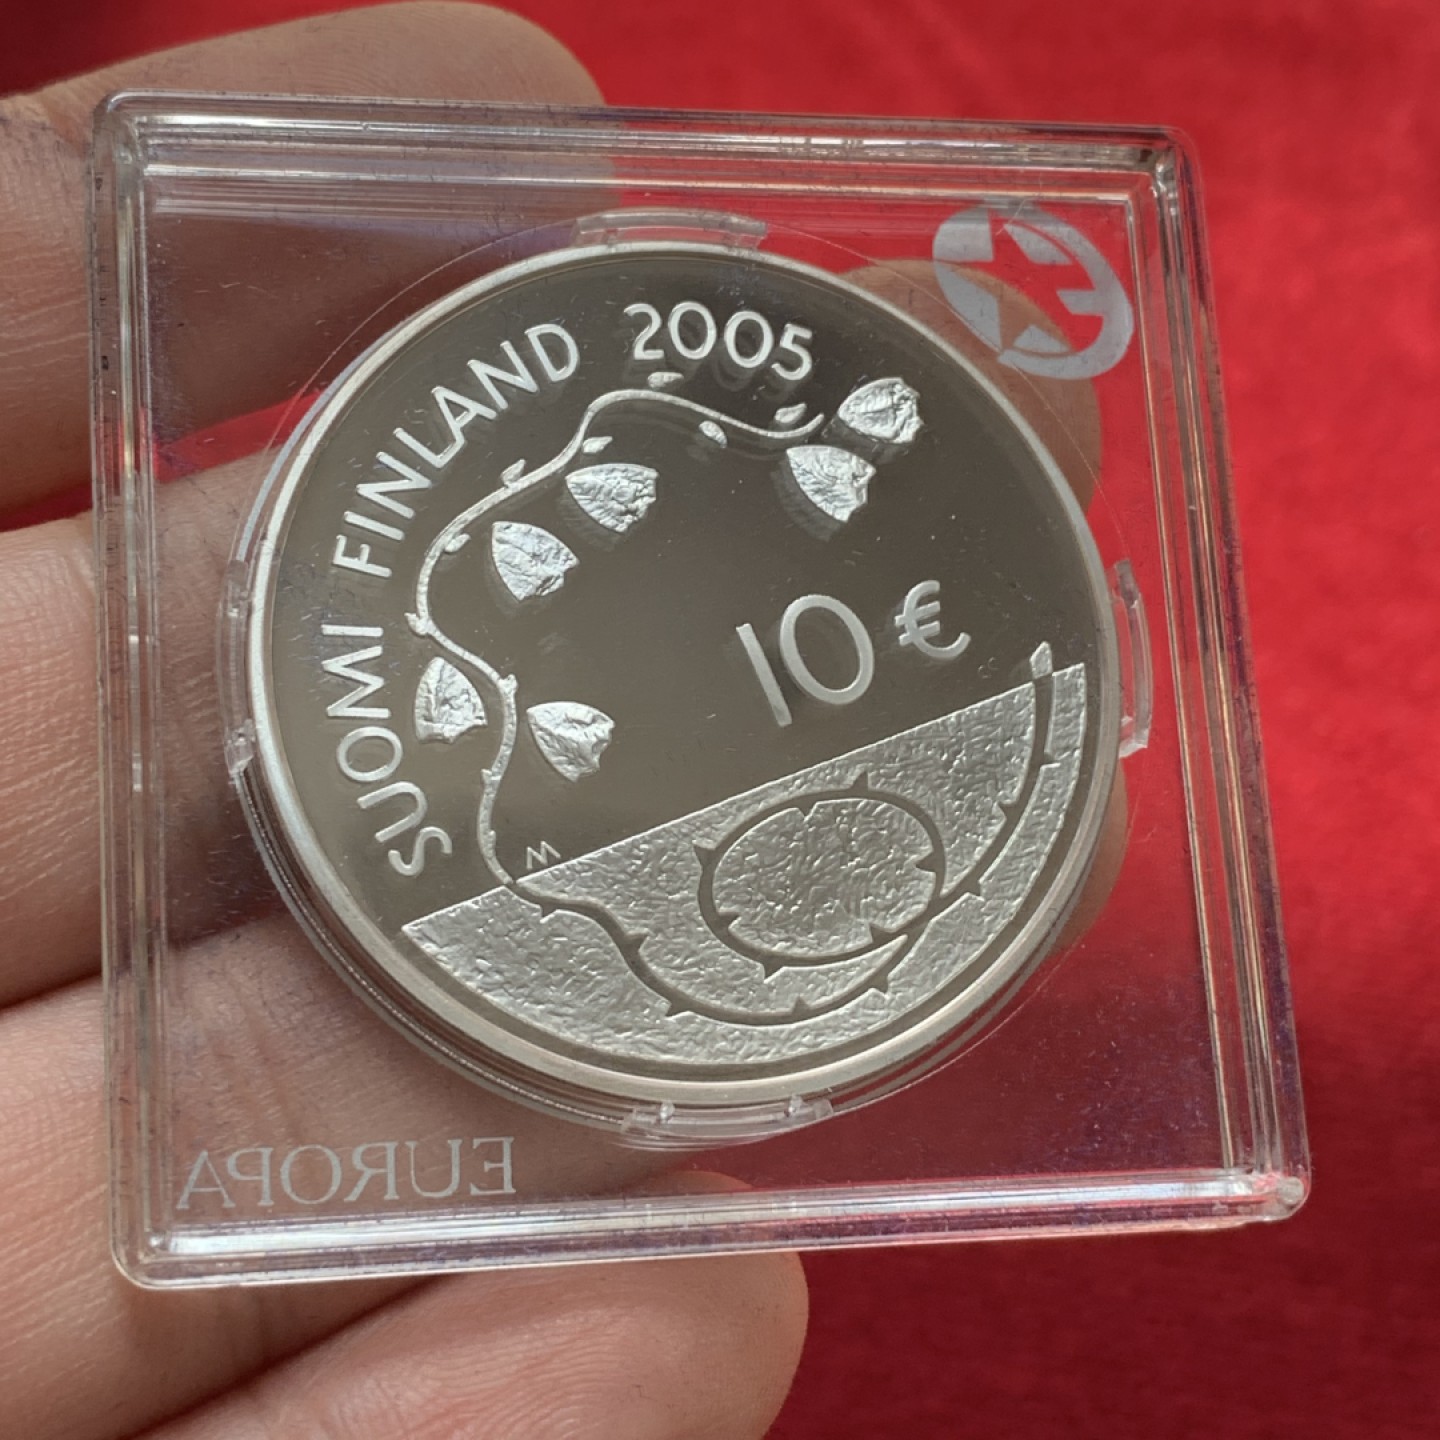 SUOMI FINLAND 2005
10 €
M
EUROPA